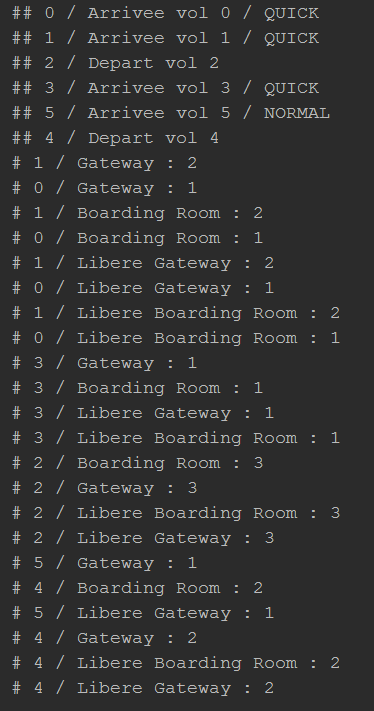 ## 0 / Arrivee vol 0 / QUICK
## 1 / Arrivee vol 1 / QUICK
## 2 / Depart vol 2
## 3 / Arrivee vol 3 / QUICK
## 5 / Arrivee vol 5 / NORMAL
## 4 / Depart vol 4
# 1 / Gateway : 2
# 0 / Gateway : 1
# 1 / Boarding Room : 2
# 0 / Boarding Room : 1
# 1 / Libere Gateway : 2
# 0 / Libere Gateway : 1
# 1 / Libere Boarding Room : 2
# 0 / Libere Boarding Room : 1
# 3 / Gateway : 1
# 3 / Boarding Room : 1
# 3 / Libere Gateway : 1
# 3 / Libere Boarding Room : 1
# 2 / Boarding Room : 3
# 2 / Gateway : 3
# 2 / Libere Boarding Room : 3
# 2 / Libere Gateway : 3
# 5 / Gateway : 1
# 4 / Boarding Room : 2
# 5 / Libere Gateway : 1
# 4 / Gateway : 2
# 4 / Libere Boarding Room : 2
# 4 / Libere Gateway : 2